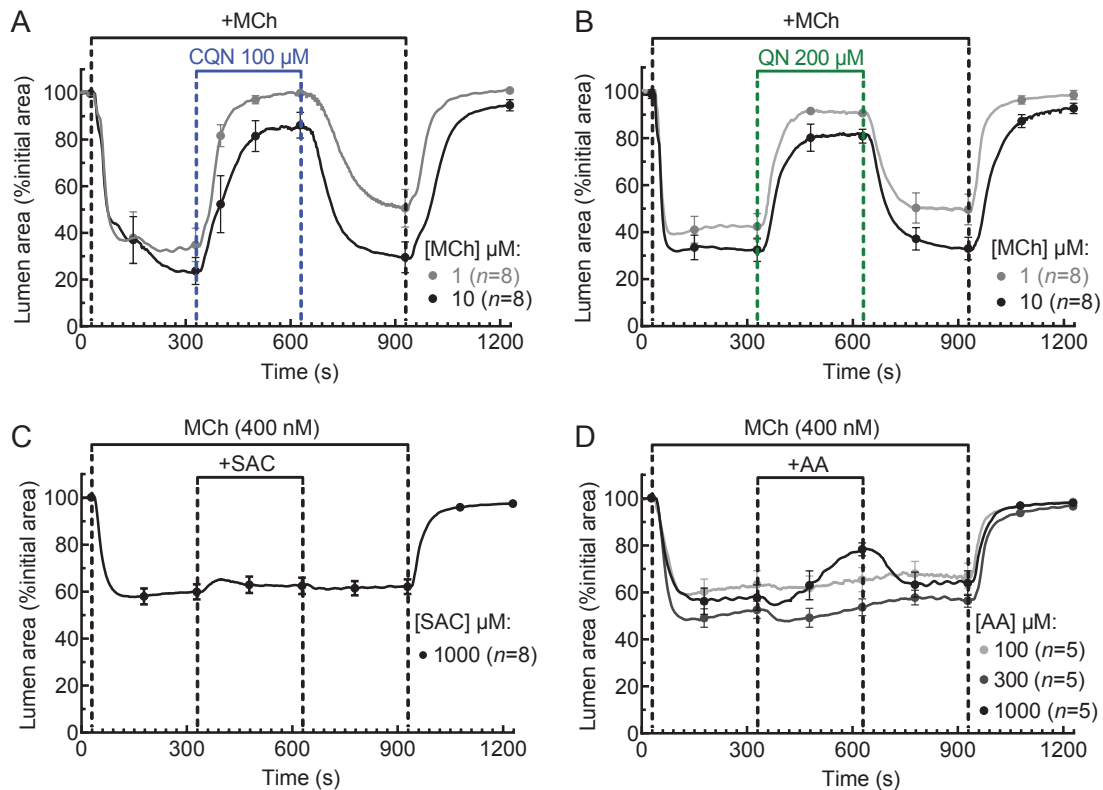 A
+MCh
CQN 100 µM
Lumen area (%initial area)
100
80
60
40
20
0
[MCh] µM:
1 (n=8)
10 (n=8)
0
300
600
900
1200
Time (s)
B
+MCh
QN 200 µM
Lumen area (%initial area)
100
80
60
40
20
0
[MCh] µM:
1 (n=8)
10 (n=8)
0
300
600
900
1200
Time (s)
C
MCh (400 nM)
+SAC
Lumen area (%initial area)
100
80
60
40
20
0
[SAC] µM:
1000 (n=8)
0
300
600
900
1200
Time (s)
D
MCh (400 nM)
+AA
Lumen area (%initial area)
100
80
60
40
20
0
[AA] µM:
100 (n=5)
300 (n=5)
1000 (n=5)
0
300
600
900
1200
Time (s)